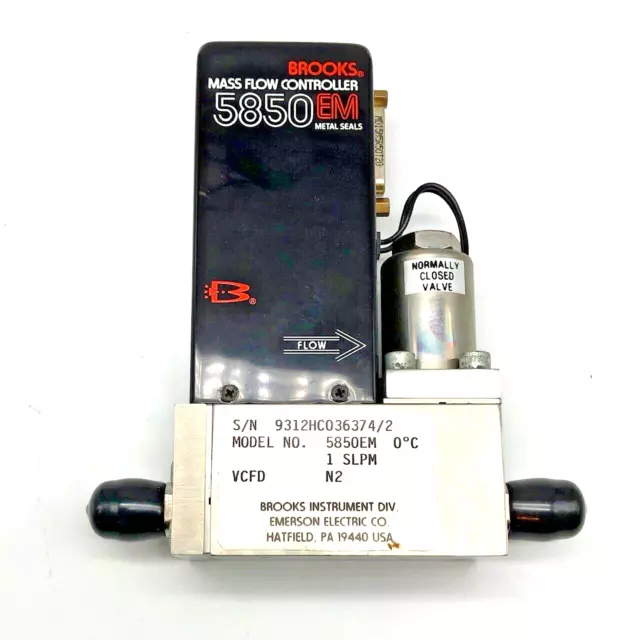 BROOKS®
MASS FLOW CONTROLLER
5850EM
METAL SEALS
NORMALLY
CLOSED
VALVE
B®
FLOW
S/N 9312HC036374/2
MODEL NO. 5850EM 0°C
1 SLPM
VCFD N2
BROOKS INSTRUMENT DIV.
EMERSON ELECTRIC CO.
HATFIELD, PA 19440 USA